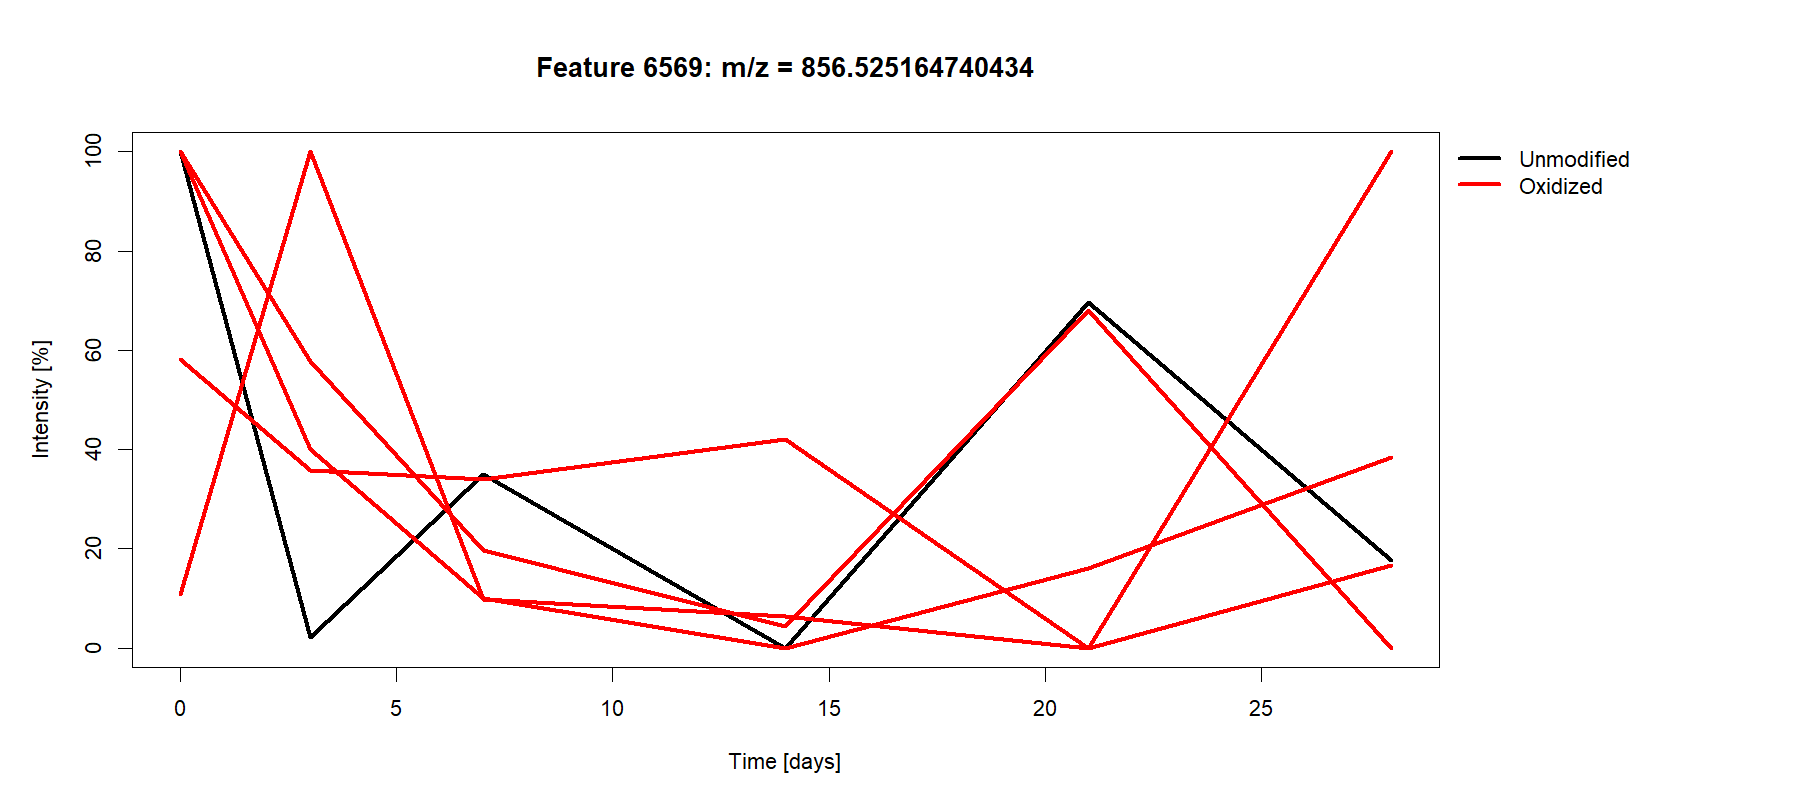 Feature 6569: m/z = 856.525164740434
Unmodified
Oxidized
Intensity [%]
100
80
60
40
20
0
0 5 10 15 20 25
Time [days]